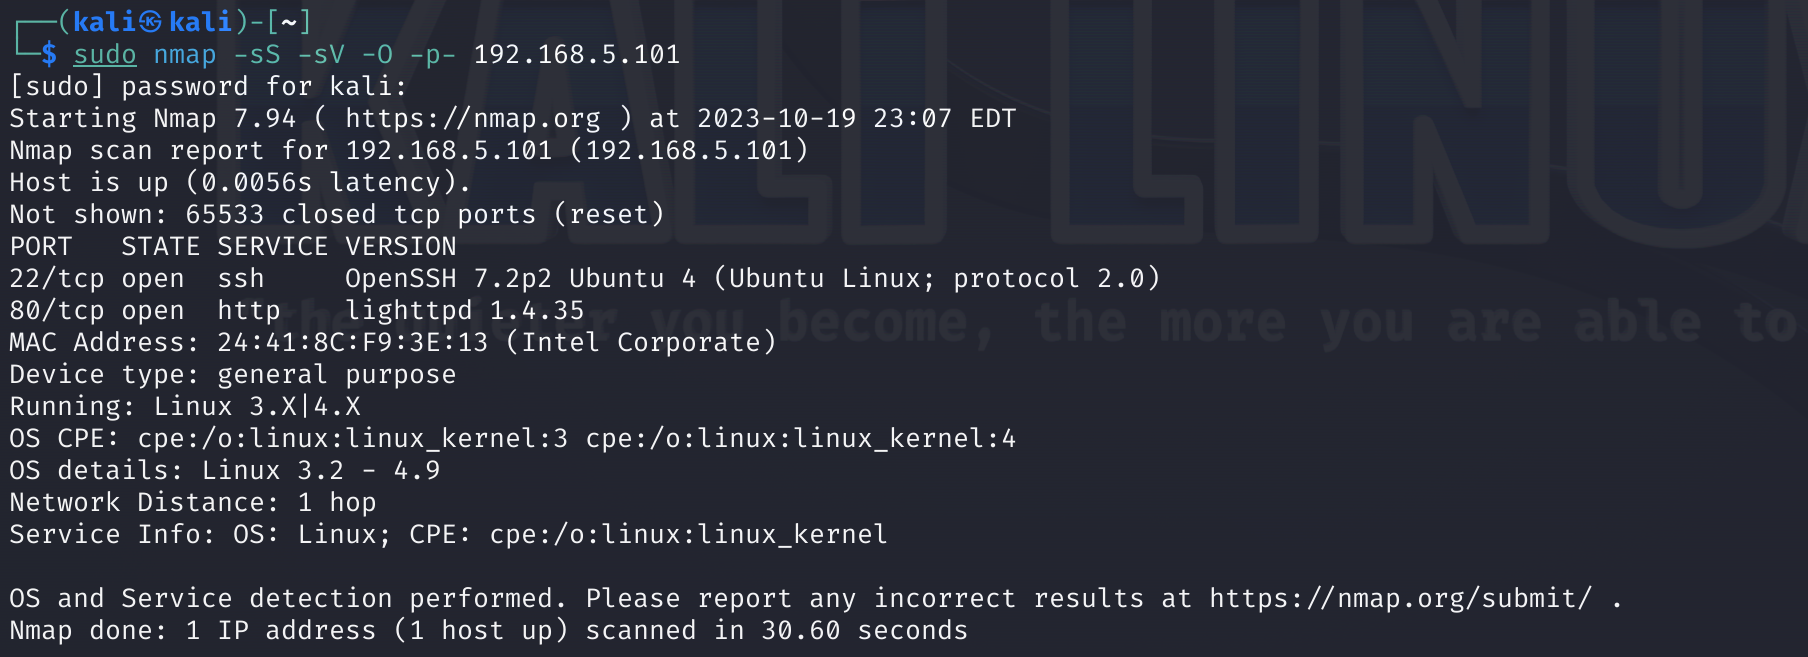 ┌──(kali㉿kali)-[~]
└─$ sudo nmap -sS -sV -O -p- 192.168.5.101
[sudo] password for kali:
Starting Nmap 7.94 ( https://nmap.org ) at 2023-10-19 23:07 EDT
Nmap scan report for 192.168.5.101 (192.168.5.101)
Host is up (0.0056s latency).
Not shown: 65533 closed tcp ports (reset)
PORT   STATE SERVICE VERSION
22/tcp open  ssh     OpenSSH 7.2p2 Ubuntu 4 (Ubuntu Linux; protocol 2.0)
80/tcp open  http    lighttpd 1.4.35
MAC Address: 24:41:8C:F9:3E:13 (Intel Corporate)
Device type: general purpose
Running: Linux 3.X|4.X
OS CPE: cpe:/o:linux:linux_kernel:3 cpe:/o:linux:linux_kernel:4
OS details: Linux 3.2 - 4.9
Network Distance: 1 hop
Service Info: OS: Linux; CPE: cpe:/o:linux:linux_kernel

OS and Service detection performed. Please report any incorrect results at https://nmap.org/submit/ .
Nmap done: 1 IP address (1 host up) scanned in 30.60 seconds
KALI LINU
"the quieter you become, the more you are able to